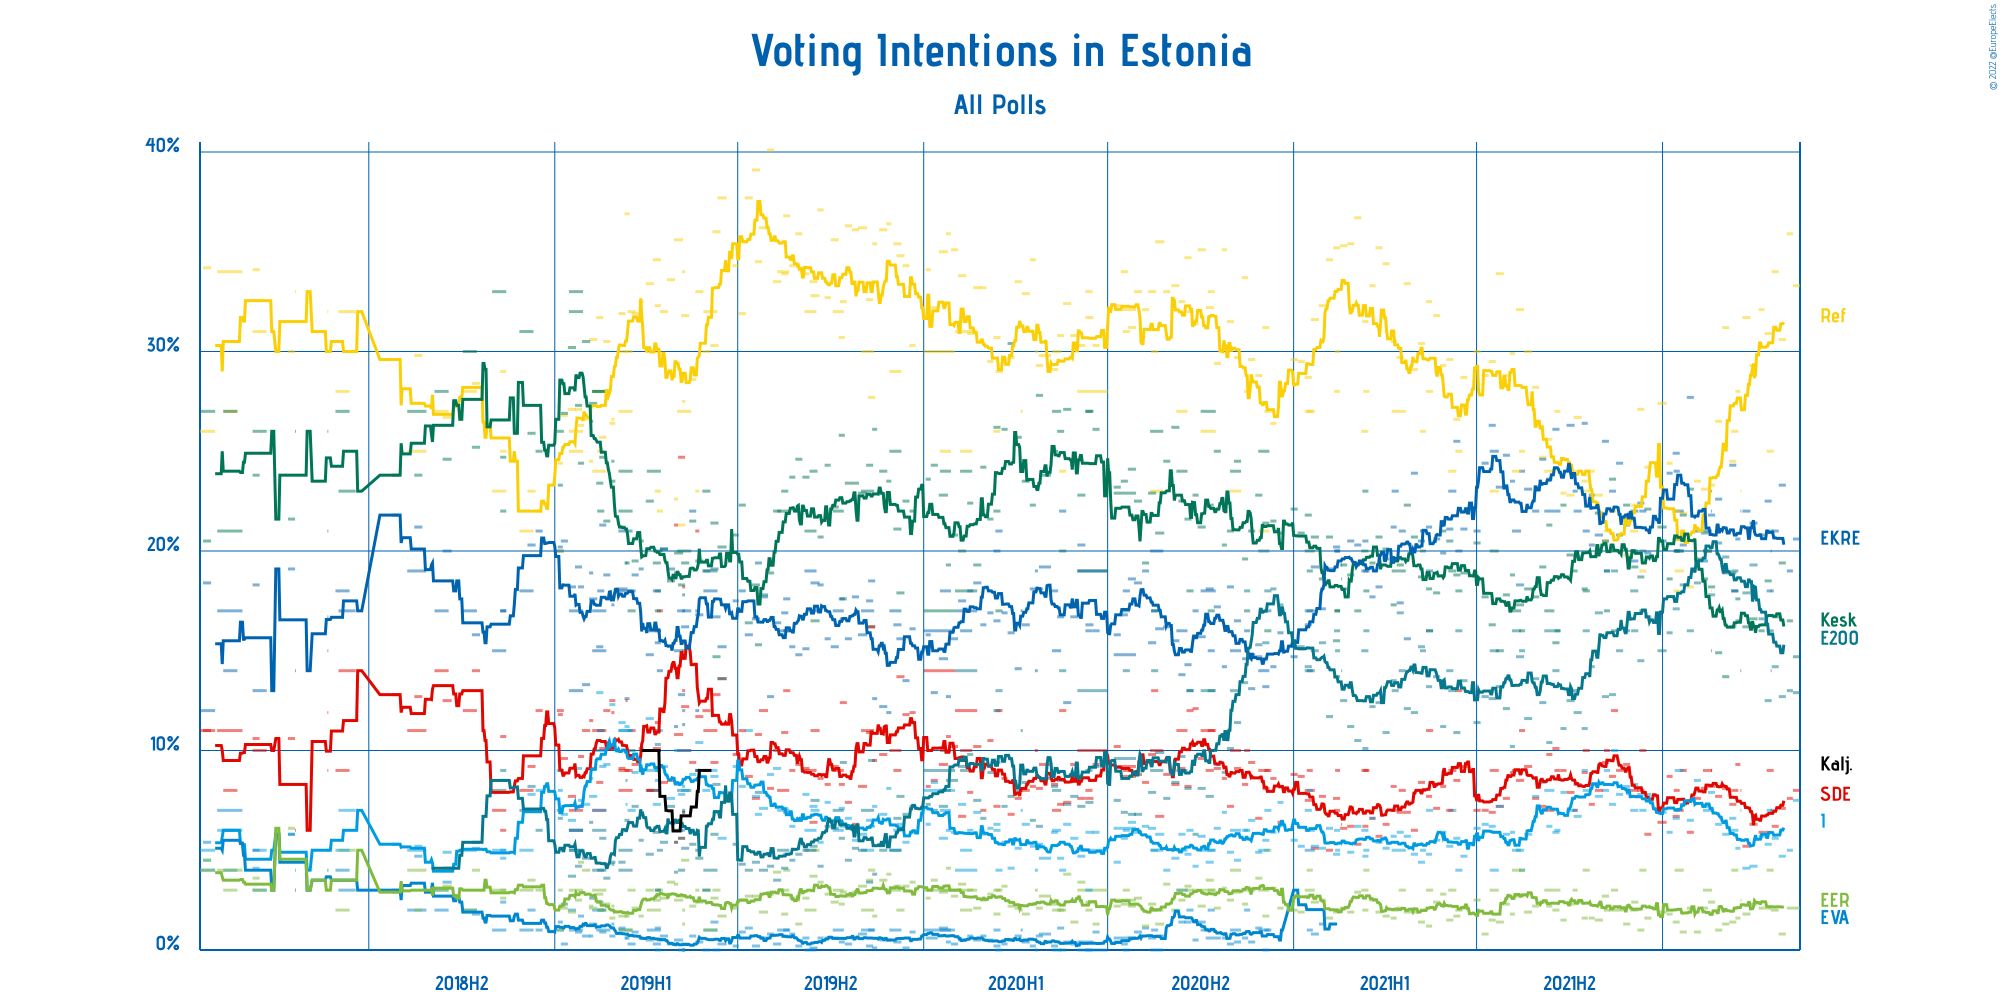 © 2022 @EuropeElects
Voting Intentions in Estonia
All Polls
40%
30%
20%
10%
0%
Ref
EKRE
Kesk
E200
Kalj.
SDE
I
EER
EVA
2018H2
2019H1
2019H2
2020H1
2020H2
2021H1
2021H2